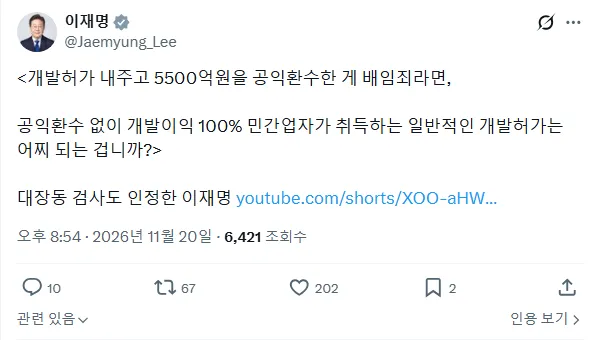 이재명
@Jaemyung_Lee
<개발허가 내주고 5500억원을 공익환수한 게 배임죄라면,
공익환수 없이 개발이익 100% 민간업자가 취득하는 일반적인 개발허가는
어찌 되는 겁니까?>
대장동 검사도 인정한 이재명 youtube.com/shorts/XOO-aHW...
오후 8:54 · 2026년 11월 20일 · 6,421 조회수
10 67 202 2
관련 있음
인용 보기